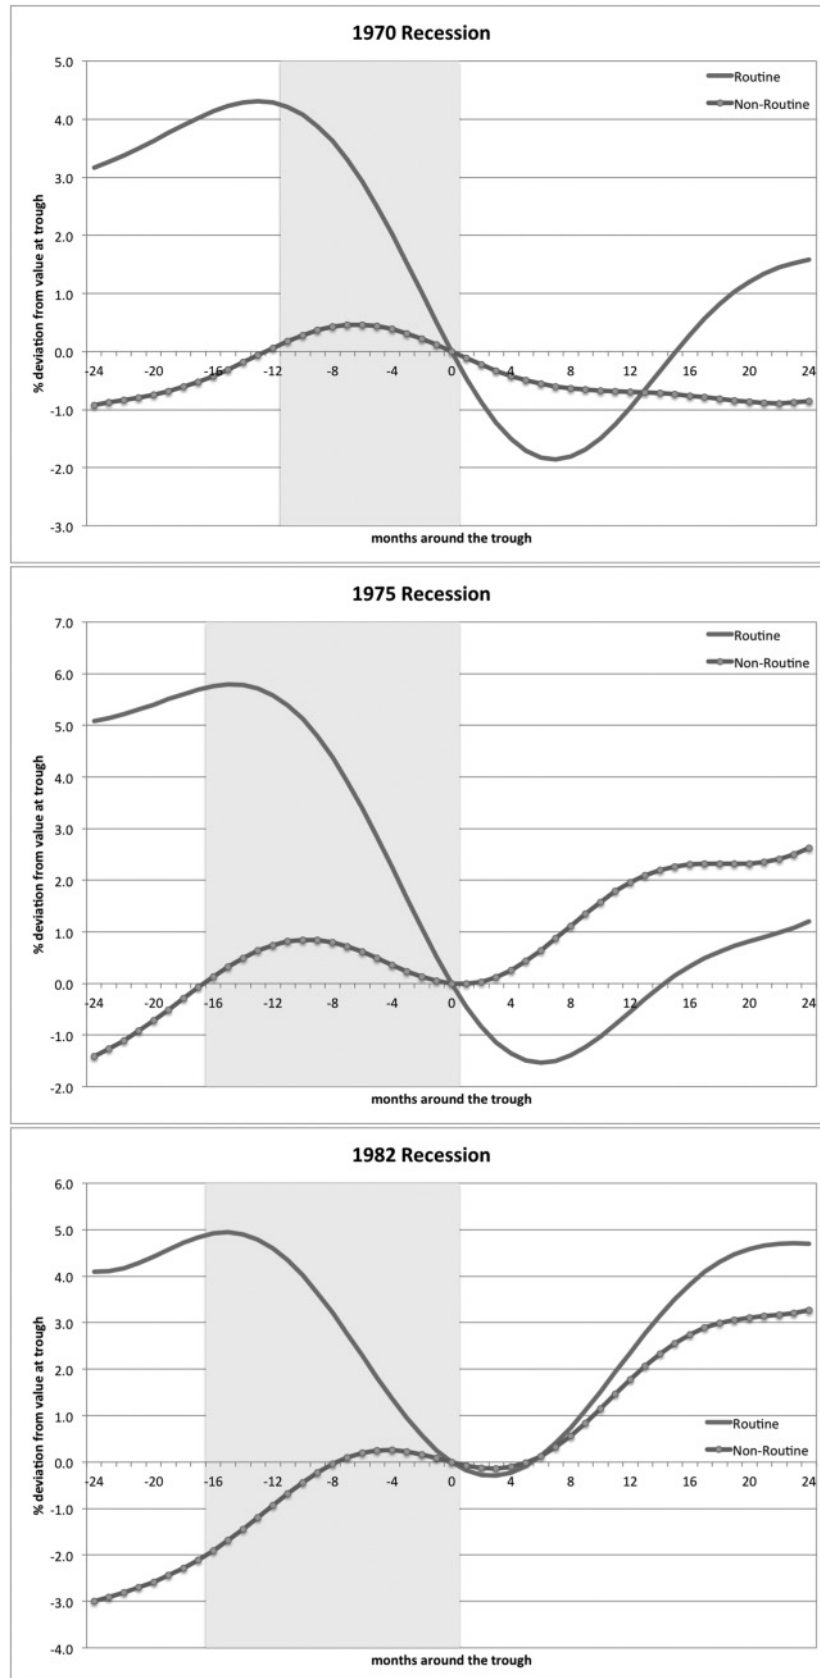 1970 Recession
5.0
4.0
3.0
2.0
1.0
0.0
-1.0
-2.0
-3.0
% deviation from value at trough
Routine
Non-Routine
-24 -20 -16 -12 -8 -4 0 4 8 12 16 20 24
months around the trough
1975 Recession
7.0
6.0
5.0
4.0
3.0
2.0
1.0
0.0
-1.0
-2.0
% deviation from value at trough
Routine
Non-Routine
-24 -20 -16 -12 -8 -4 0 4 8 12 16 20 24
months around the trough
1982 Recession
6.0
5.0
4.0
3.0
2.0
1.0
0.0
-1.0
-2.0
-3.0
-4.0
% deviation from value at trough
Routine
Non-Routine
-24 -20 -16 -12 -8 -4 0 4 8 12 16 20 24
months around the trough